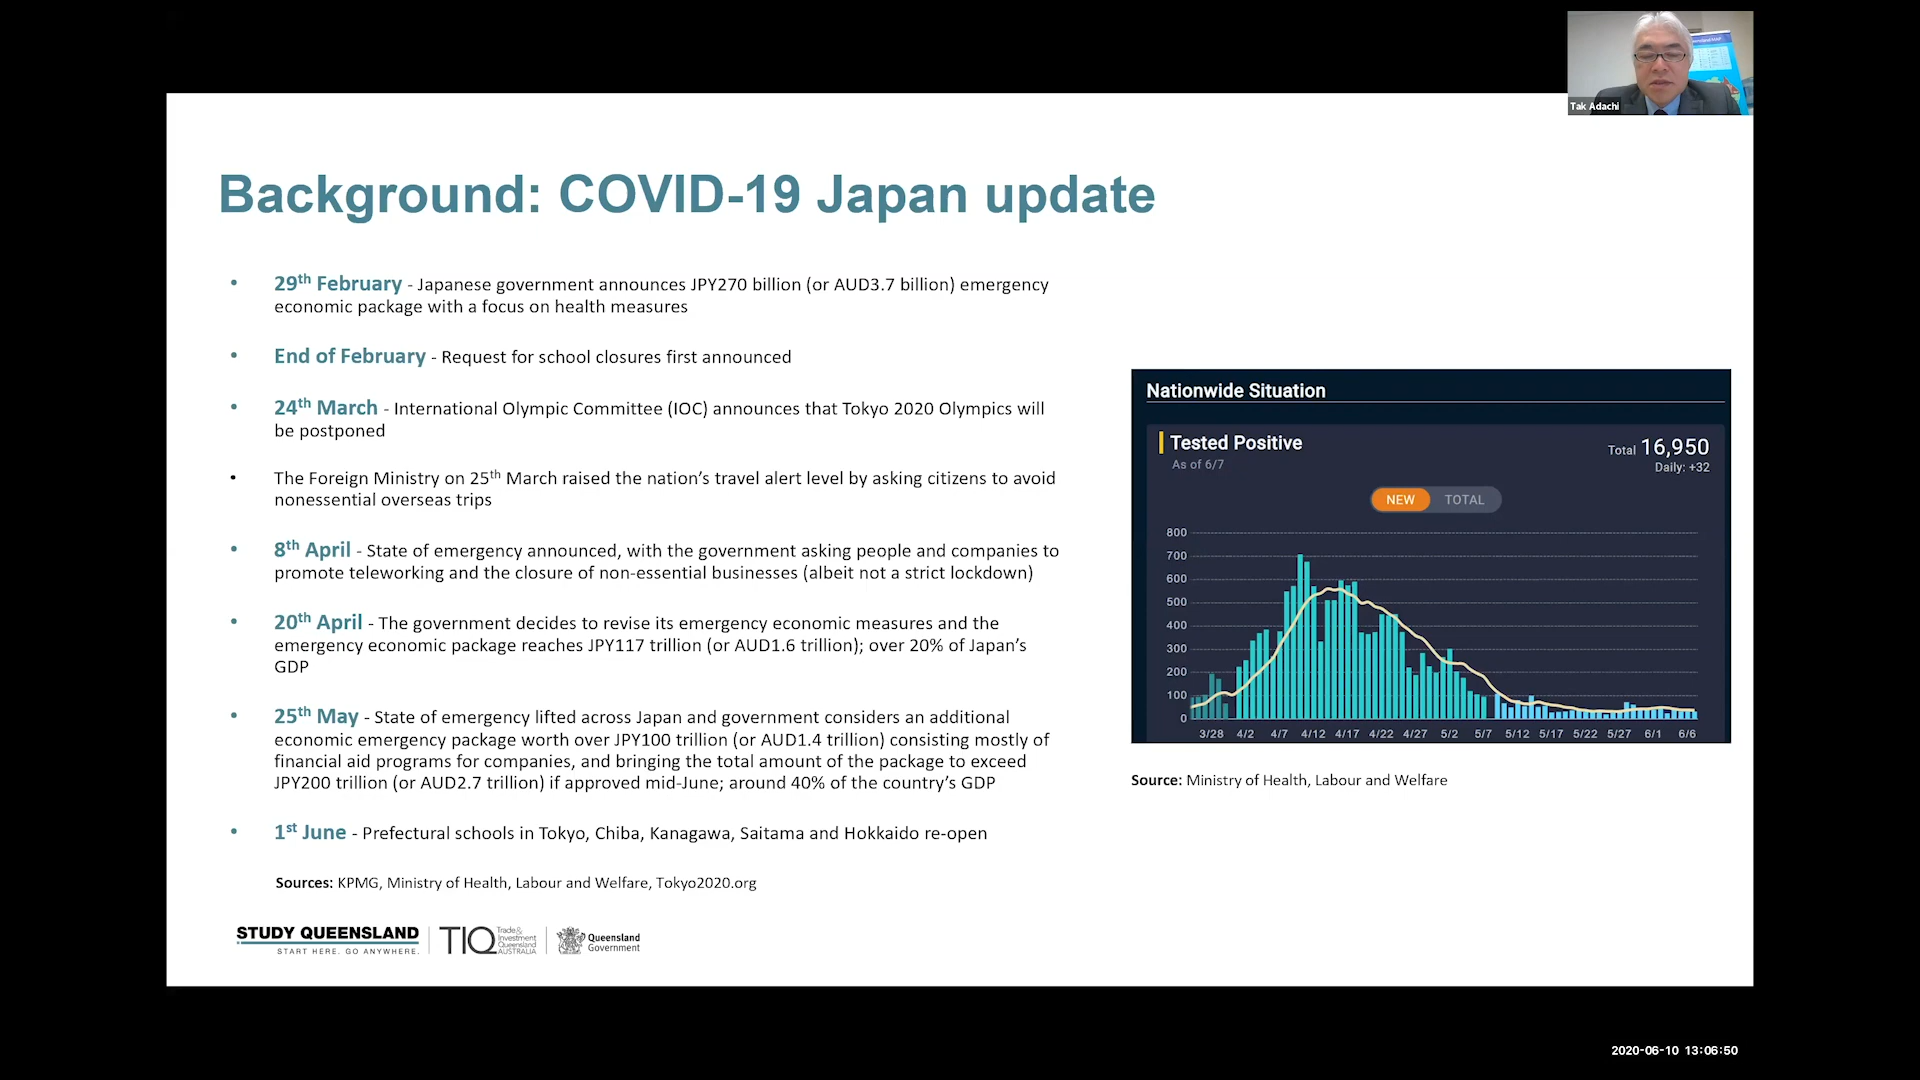 Tak Adachi
Background: COVID-19 Japan update
• 29th February - Japanese government announces JPY270 billion (or AUD3.7 billion) emergency
economic package with a focus on health measures
• End of February - Request for school closures first announced
• 24th March - International Olympic Committee (IOC) announces that Tokyo 2020 Olympics will
be postponed
• The Foreign Ministry on 25th March raised the nation’s travel alert level by asking citizens to avoid
nonessential overseas trips
• 8th April - State of emergency announced, with the government asking people and companies to
promote teleworking and the closure of non-essential businesses (albeit not a strict lockdown)
• 20th April - The government decides to revise its emergency economic measures and the
emergency economic package reaches JPY117 trillion (or AUD1.6 trillion); over 20% of Japan’s
GDP
• 25th May - State of emergency lifted across Japan and government considers an additional
economic emergency package worth over JPY100 trillion (or AUD1.4 trillion) consisting mostly of
financial aid programs for companies, and bringing the total amount of the package to exceed
JPY200 trillion (or AUD2.7 trillion) if approved mid-June; around 40% of the country’s GDP
• 1st June - Prefectural schools in Tokyo, Chiba, Kanagawa, Saitama and Hokkaido re-open
Sources: KPMG, Ministry of Health, Labour and Welfare, Tokyo2020.org
Nationwide Situation
Tested Positive
As of 6/7
Total 16,950
Daily: +32
NEW TOTAL
800
700
600
500
400
300
200
100
0
3/28 4/2 4/7 4/12 4/17 4/22 4/27 5/2 5/7 5/12 5/17 5/22 5/27 6/1 6/6
Source: Ministry of Health, Labour and Welfare
STUDY QUEENSLAND
START HERE. GO ANYWHERE.
TIQ
Trade &
Investment
Queensland
AUSTRALIA
Queensland
Government
2020-06-10 13:06:50